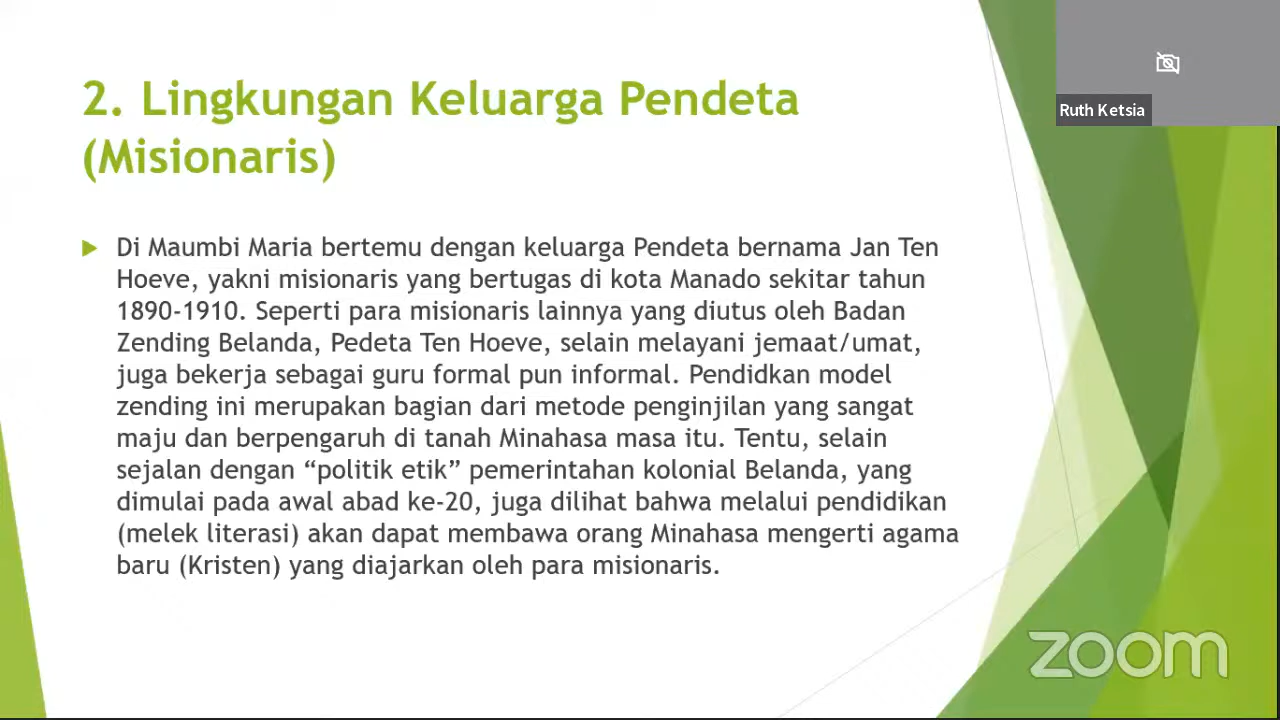 2. Lingkungan Keluarga Pendeta
(Misionaris)
Ruth Ketsia
Di Maumbi Maria bertemu dengan keluarga Pendeta bernama Jan Ten
Hoeve, yakni misionaris yang bertugas di kota Manado sekitar tahun
1890-1910. Seperti para misionaris lainnya yang diutus oleh Badan
Zending Belanda, Pedeta Ten Hoeve, selain melayani jemaat/umat,
juga bekerja sebagai guru formal pun informal. Pendidkan model
zending ini merupakan bagian dari metode penginjilan yang sangat
maju dan berpengaruh di tanah Minahasa masa itu. Tentu, selain
sejalan dengan “politik etik” pemerintahan kolonial Belanda, yang
dimulai pada awal abad ke-20, juga dilihat bahwa melalui pendidikan
(melek literasi) akan dapat membawa orang Minahasa mengerti agama
baru (Kristen) yang diajarkan oleh para misionaris.
zoom